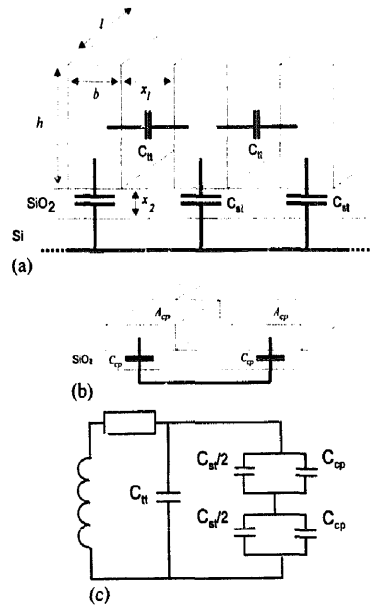 l
b
x1
h
Ctt
Ctt
SiO2
x2
Cst
Cst
Si
(a)
Acp
Acp
SiO2
Ccp
Ccp
(b)
Cst/2
Ccp
Ctt
Cst/2
Ccp
(c)